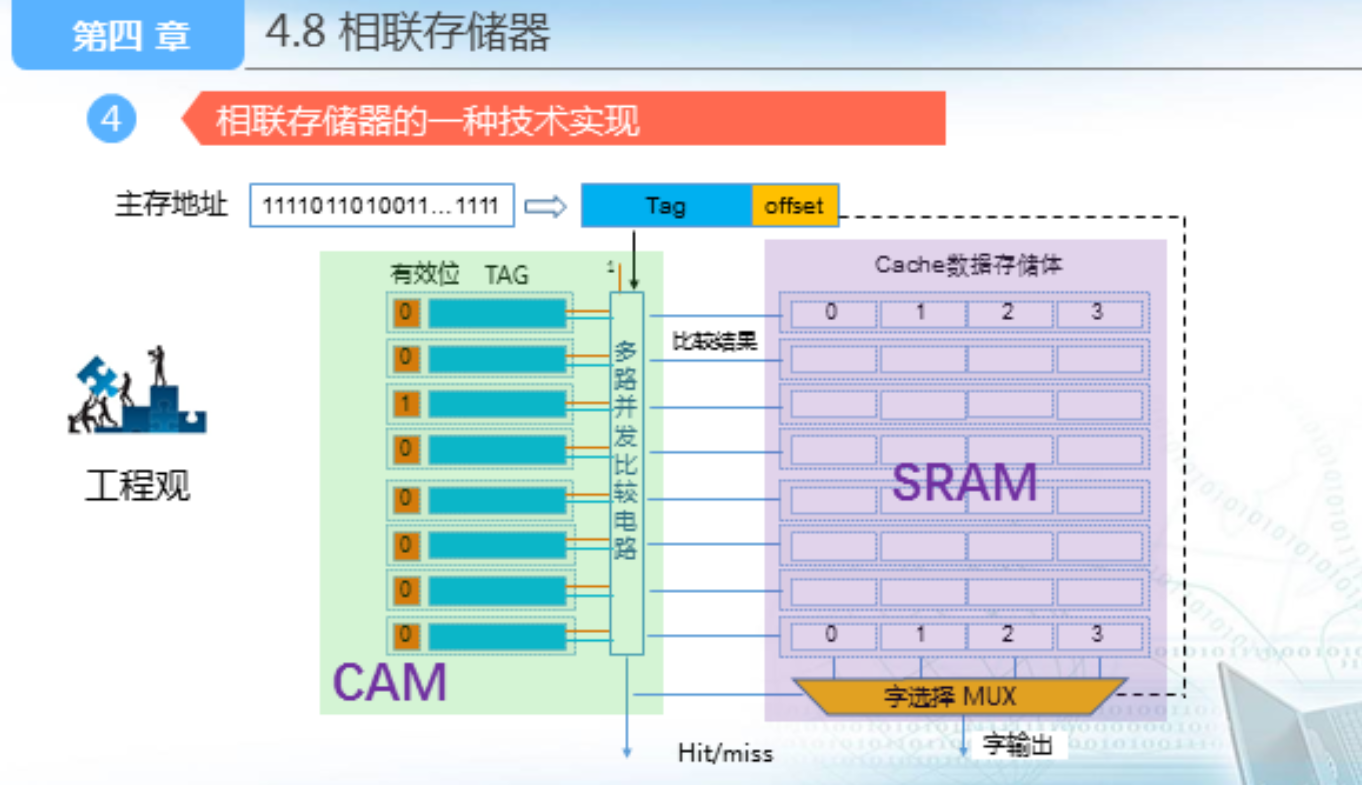 第四 章
4.8 相联存储器
4
相联存储器的一种技术实现
主存地址
1111011010011...1111
Tag
offset
有效位 TAG
1
Cache数据存储体
0
0 1 2 3
比较结果
0
1
0
0
0
0
0
多路并发比较电路
0 1 2 3
SRAM
工程观
CAM
字选择 MUX
Hit/miss
字输出